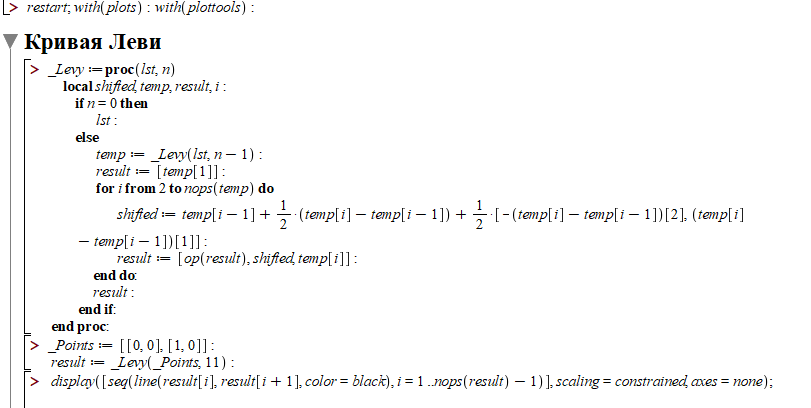 > restart; with(plots) : with(plottools) :
Кривая Леви
> _Levy := proc(lst, n)
local shifted, temp, result, i :
if n = 0 then
lst :
else
temp := _Levy(lst, n − 1) :
result := [temp[1]] :
for i from 2 to nops(temp) do
shifted := temp[i − 1] + 1/2 · (temp[i] − temp[i − 1]) + 1/2 · [-(temp[i] − temp[i − 1])[2], (temp[i]
− temp[i − 1])[1]] :
result := [op(result), shifted, temp[i]] :
end do:
result :
end if:
end proc:
> _Points := [[0, 0], [1, 0]] :
result := _Levy(_Points, 11) :
> display([seq(line(result[i], result[i + 1], color = black), i = 1 ..nops(result) − 1)], scaling = constrained, axes = none);